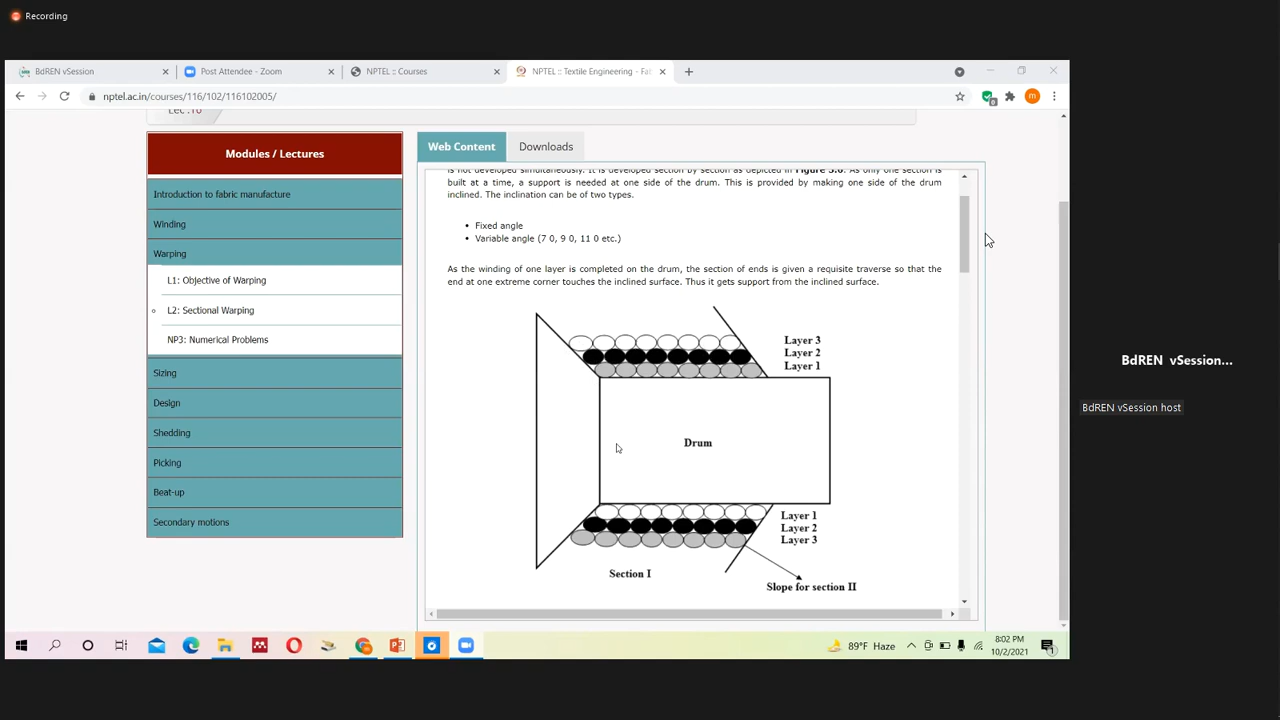 Recording
BdREN vSession
Post Attendee - Zoom
NPTEL :: Courses
NPTEL :: Textile Engineering - Fat
nptel.ac.in/courses/116/102/116102005/
m
Lec :10
Modules / Lectures
Introduction to fabric manufacture
Winding
Warping
L1: Objective of Warping
L2: Sectional Warping
NP3: Numerical Problems
Sizing
Design
Shedding
Picking
Beat-up
Secondary motions
Web Content
Downloads
is not developed simultaneously. It is developed section by section as depicted in Figure 3.6. As only one section is
built at a time, a support is needed at one side of the drum. This is provided by making one side of the drum
inclined. The inclination can be of two types.
Fixed angle
Variable angle (7 0, 9 0, 11 0 etc.)
As the winding of one layer is completed on the drum, the section of ends is given a requisite traverse so that the
end at one extreme corner touches the inclined surface. Thus it gets support from the inclined surface.
Layer 3
Layer 2
Layer 1
Drum
Layer 1
Layer 2
Layer 3
Section I
Slope for section II
BdREN vSession...
BdREN vSession host
89°F Haze
8:02 PM
10/2/2021